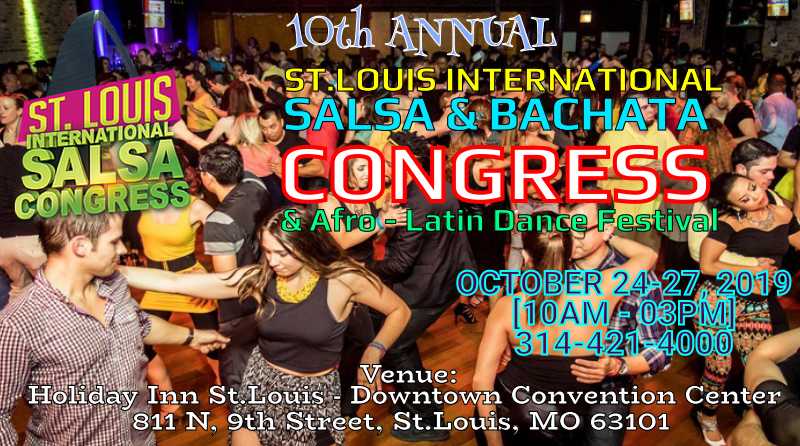 10th ANNUAL
ST.LOUIS INTERNATIONAL
SALSA & BACHATA
CONGRESS
& Afro - Latin Dance Festival
ST. LOUIS
INTERNATIONAL
SALSA
CONGRESS
OCTOBER 24-27, 2019
[10AM - 03PM]
314-421-4000
Venue:
Holiday Inn St.Louis - Downtown Convention Center
811 N, 9th Street, St.Louis, MO 63101